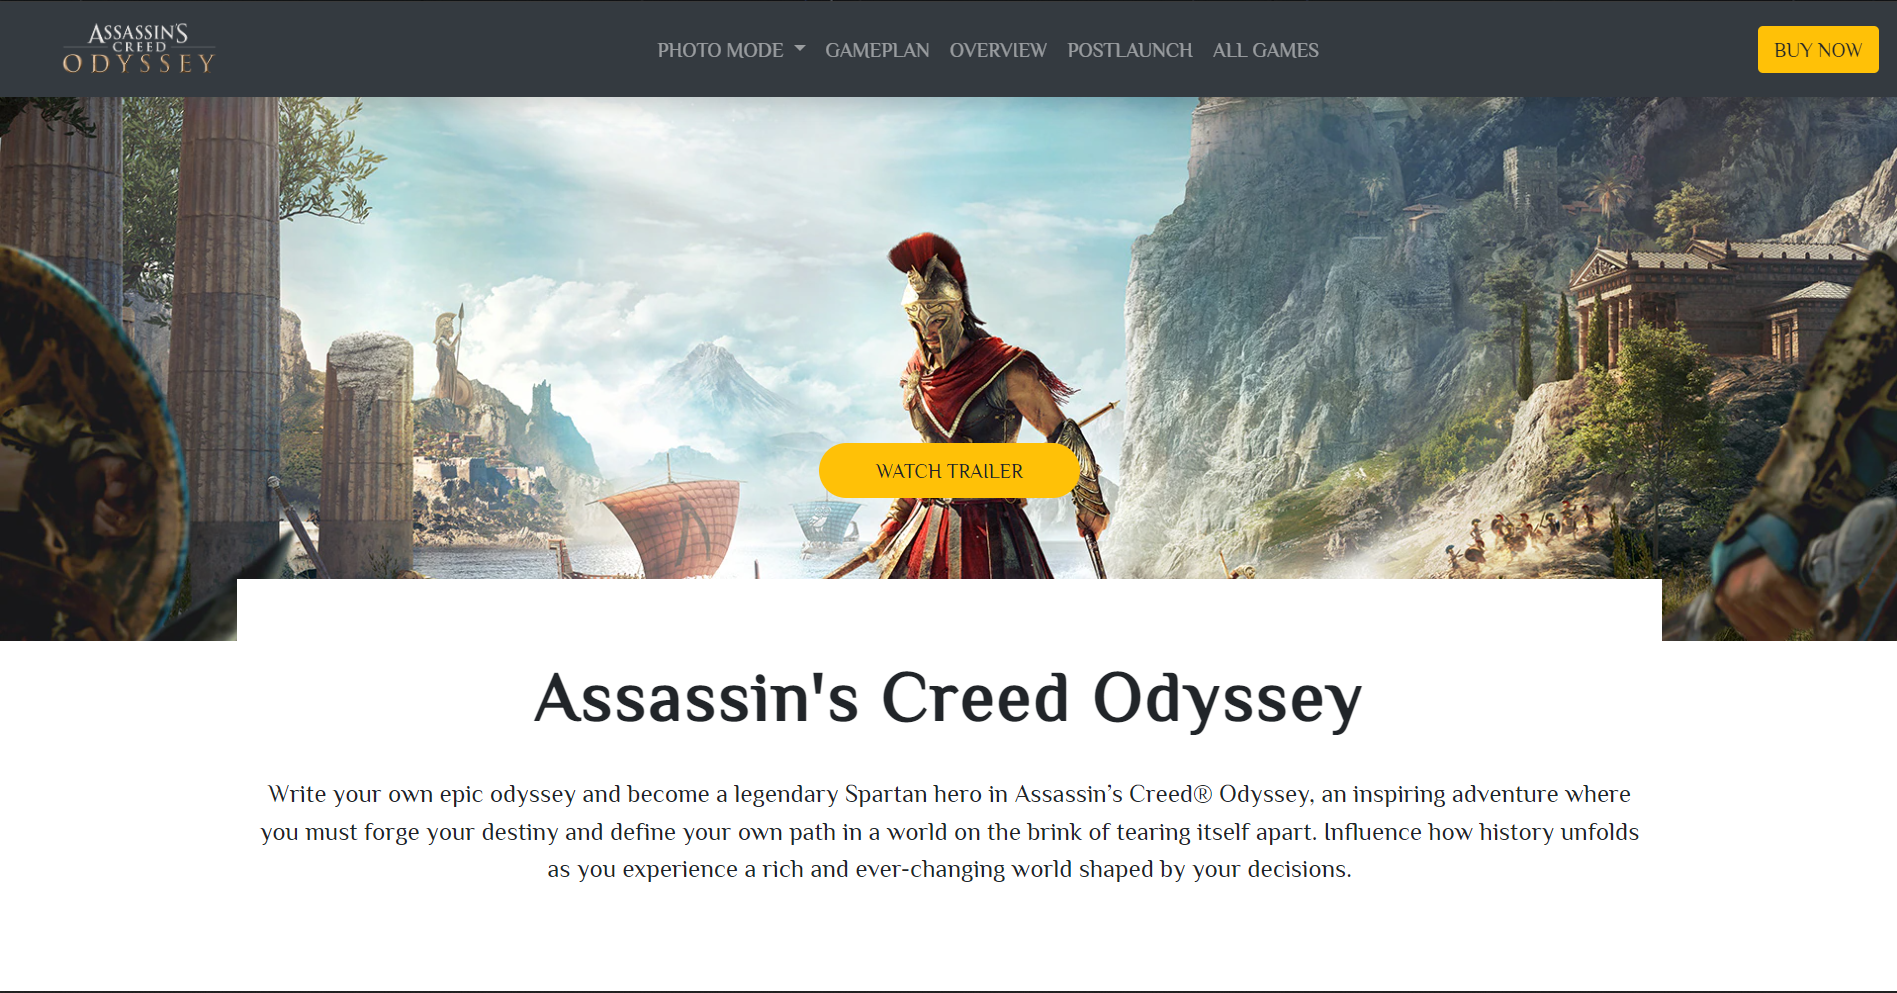 ASSASSIN'S
CREED
ODYSSEY
PHOTO MODE
GAMEPLAN
OVERVIEW
POSTLAUNCH
ALL GAMES
BUY NOW
WATCH TRAILER
Assassin's Creed Odyssey
Write your own epic odyssey and become a legendary Spartan hero in Assassin’s Creed® Odyssey, an inspiring adventure where
you must forge your destiny and define your own path in a world on the brink of tearing itself apart. Influence how history unfolds
as you experience a rich and ever-changing world shaped by your decisions.